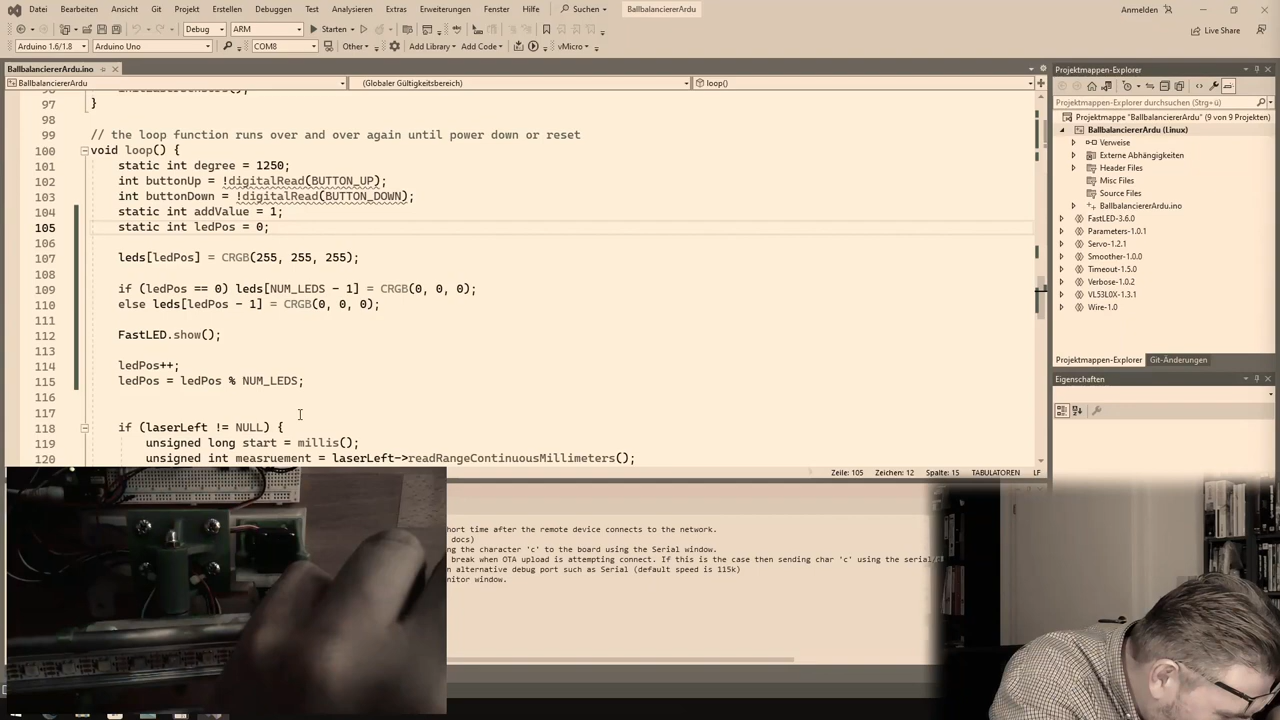 Datei Bearbeiten Ansicht Git Projekt Erstellen Debuggen Test Analysieren Extras Erweiterungen Fenster Hilfe Suchen BallbalanciererArdu Anmelden
Debug ARM Starten Live Share
Arduino 1.6/1.8 Arduino Uno COM8 Other Add Library Add Code vMicro
BallbalanciererArdu.ino
BallbalanciererArdu (Globaler Gültigkeitsbereich) loop()
97 }
98
99 // the loop function runs over and over again until power down or reset
100 void loop() {
101 static int degree = 1250;
102 int buttonUp = !digitalRead(BUTTON_UP);
103 int buttonDown = !digitalRead(BUTTON_DOWN);
104 static int addValue = 1;
105 static int ledPos = 0;
106
107 leds[ledPos] = CRGB(255, 255, 255);
108
109 if (ledPos == 0) leds[NUM_LEDS - 1] = CRGB(0, 0, 0);
110 else leds[ledPos - 1] = CRGB(0, 0, 0);
111
112 FastLED.show();
113
114 ledPos++;
115 ledPos = ledPos % NUM_LEDS;
116
117
118 if (laserLeft != NULL) {
119 unsigned long start = millis();
120 unsigned int measruement = laserLeft->readRangeContinuousMillimeters();
Zeile: 105 Zeichen: 12 Spalte: 15 TABULATOREN LF
hort time after the remote device connects to the network.
docs)
ng the character 'c' to the board using the Serial window.
break when OTA upload is attempting connect. If this is the case then sending char 'c' using the serial/
n alternative debug port such as Serial (default speed is 115k)
nitor window.
Projektmappen-Explorer
Projektmappen-Explorer durchsuchen (Strg+ü)
Projektmappe "BallbalanciererArdu" (9 von 9 Projekten)
BallbalanciererArdu (Linux)
Verweise
Externe Abhängigkeiten
Header Files
Misc Files
Source Files
BallbalanciererArdu.ino
FastLED-3.6.0
Parameters-1.0.1
Servo-1.2.1
Smoother-1.0.0
Timeout-1.5.0
Verbose-1.0.2
VL53L0X-1.3.1
Wire-1.0
Projektmappen-Explorer Git-Änderungen
Eigenschaften